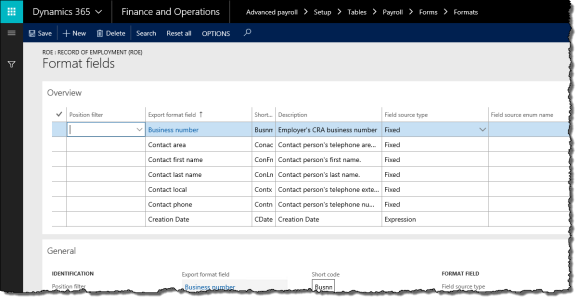 Dynamics 365 Finance and Operations Advanced payroll > Setup > Tables > Payroll > Forms > Formats
Save + New Delete Search Reset all OPTIONS
ROE : RECORD OF EMPLOYMENT (ROE)
Format fields
Overview
Position filter Export format field ↑ Short... Description Field source type Field source enum name
Business number Busnr Employer's CRA business number Fixed
Contact area Conac Contact person's telephone are... Fixed
Contact first name ConFn Contact person's first name. Fixed
Contact last name ConLn Contact person's last name. Fixed
Contact local Contx Contact person's telephone exte... Fixed
Contact phone Contn Contact person's telephone nu... Fixed
Creation Date CDate Creation Date Expression
General
IDENTIFICATION Export format field Short code FORMAT FIELD
Position filter Business number Busnr Field source type